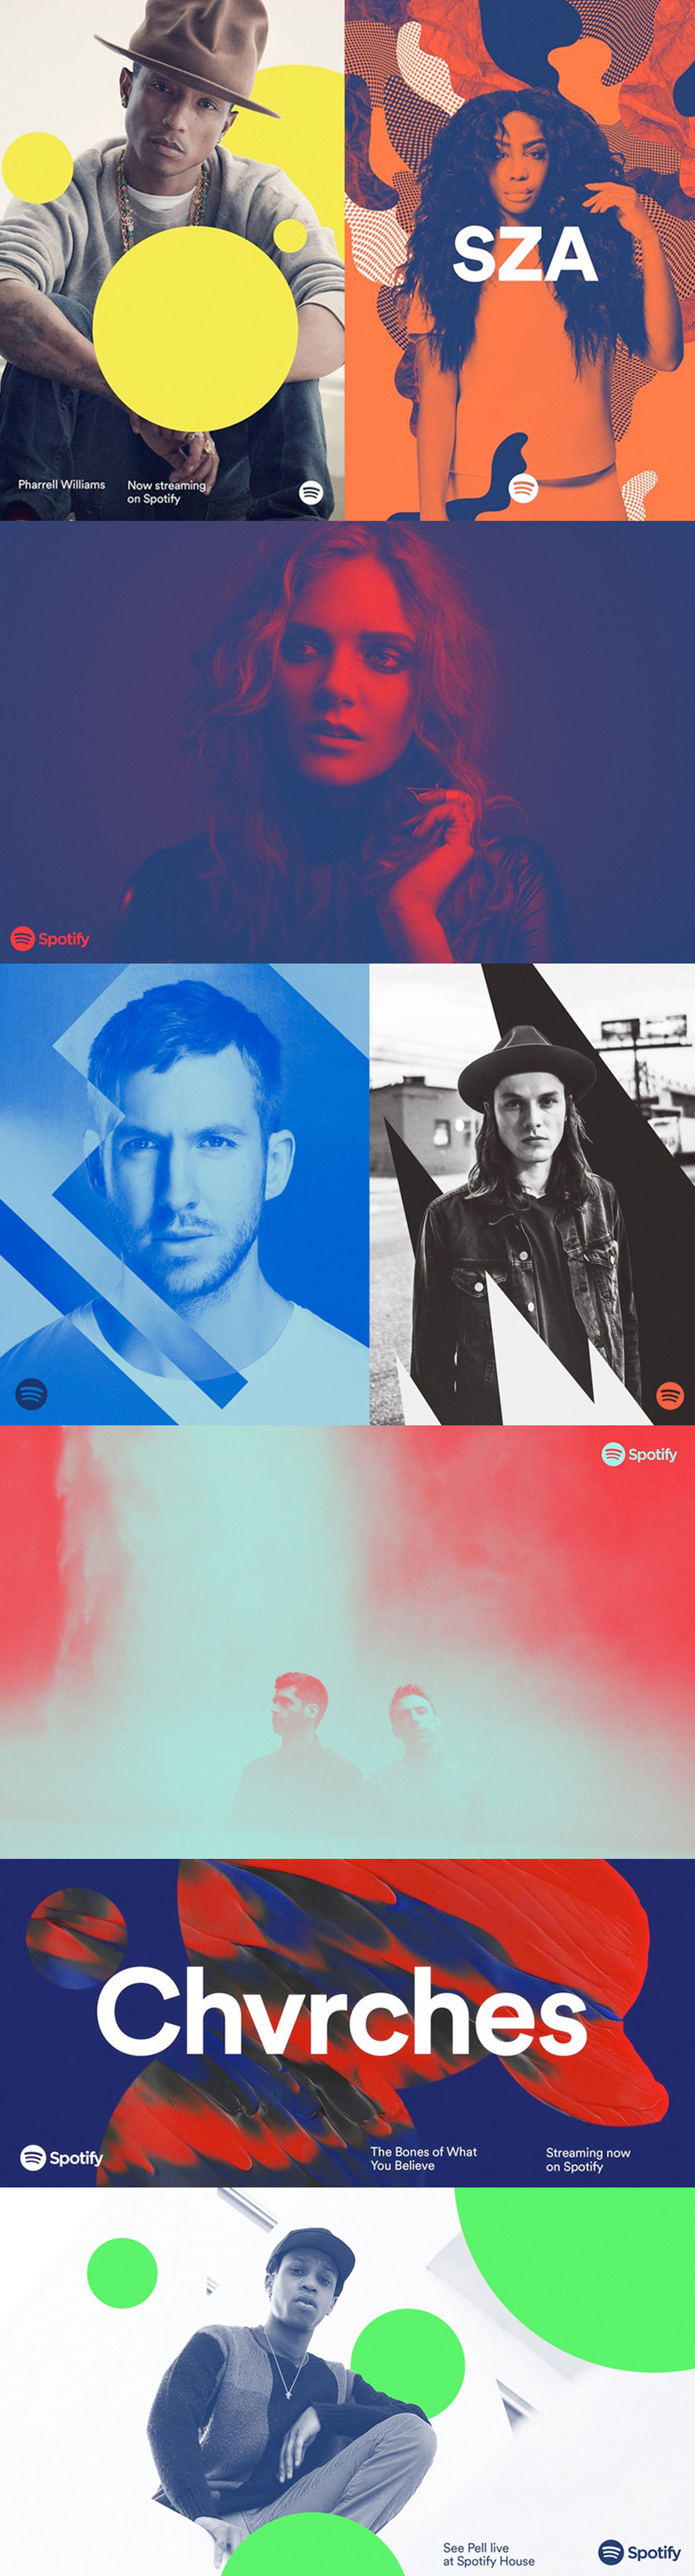 Pharrell Williams
Now streaming
on Spotify
SZA
Spotify
Spotify
Chvrches
Spotify
The Bones of What
You Believe
Streaming now
on Spotify
See Pell live
at Spotify House
Spotify